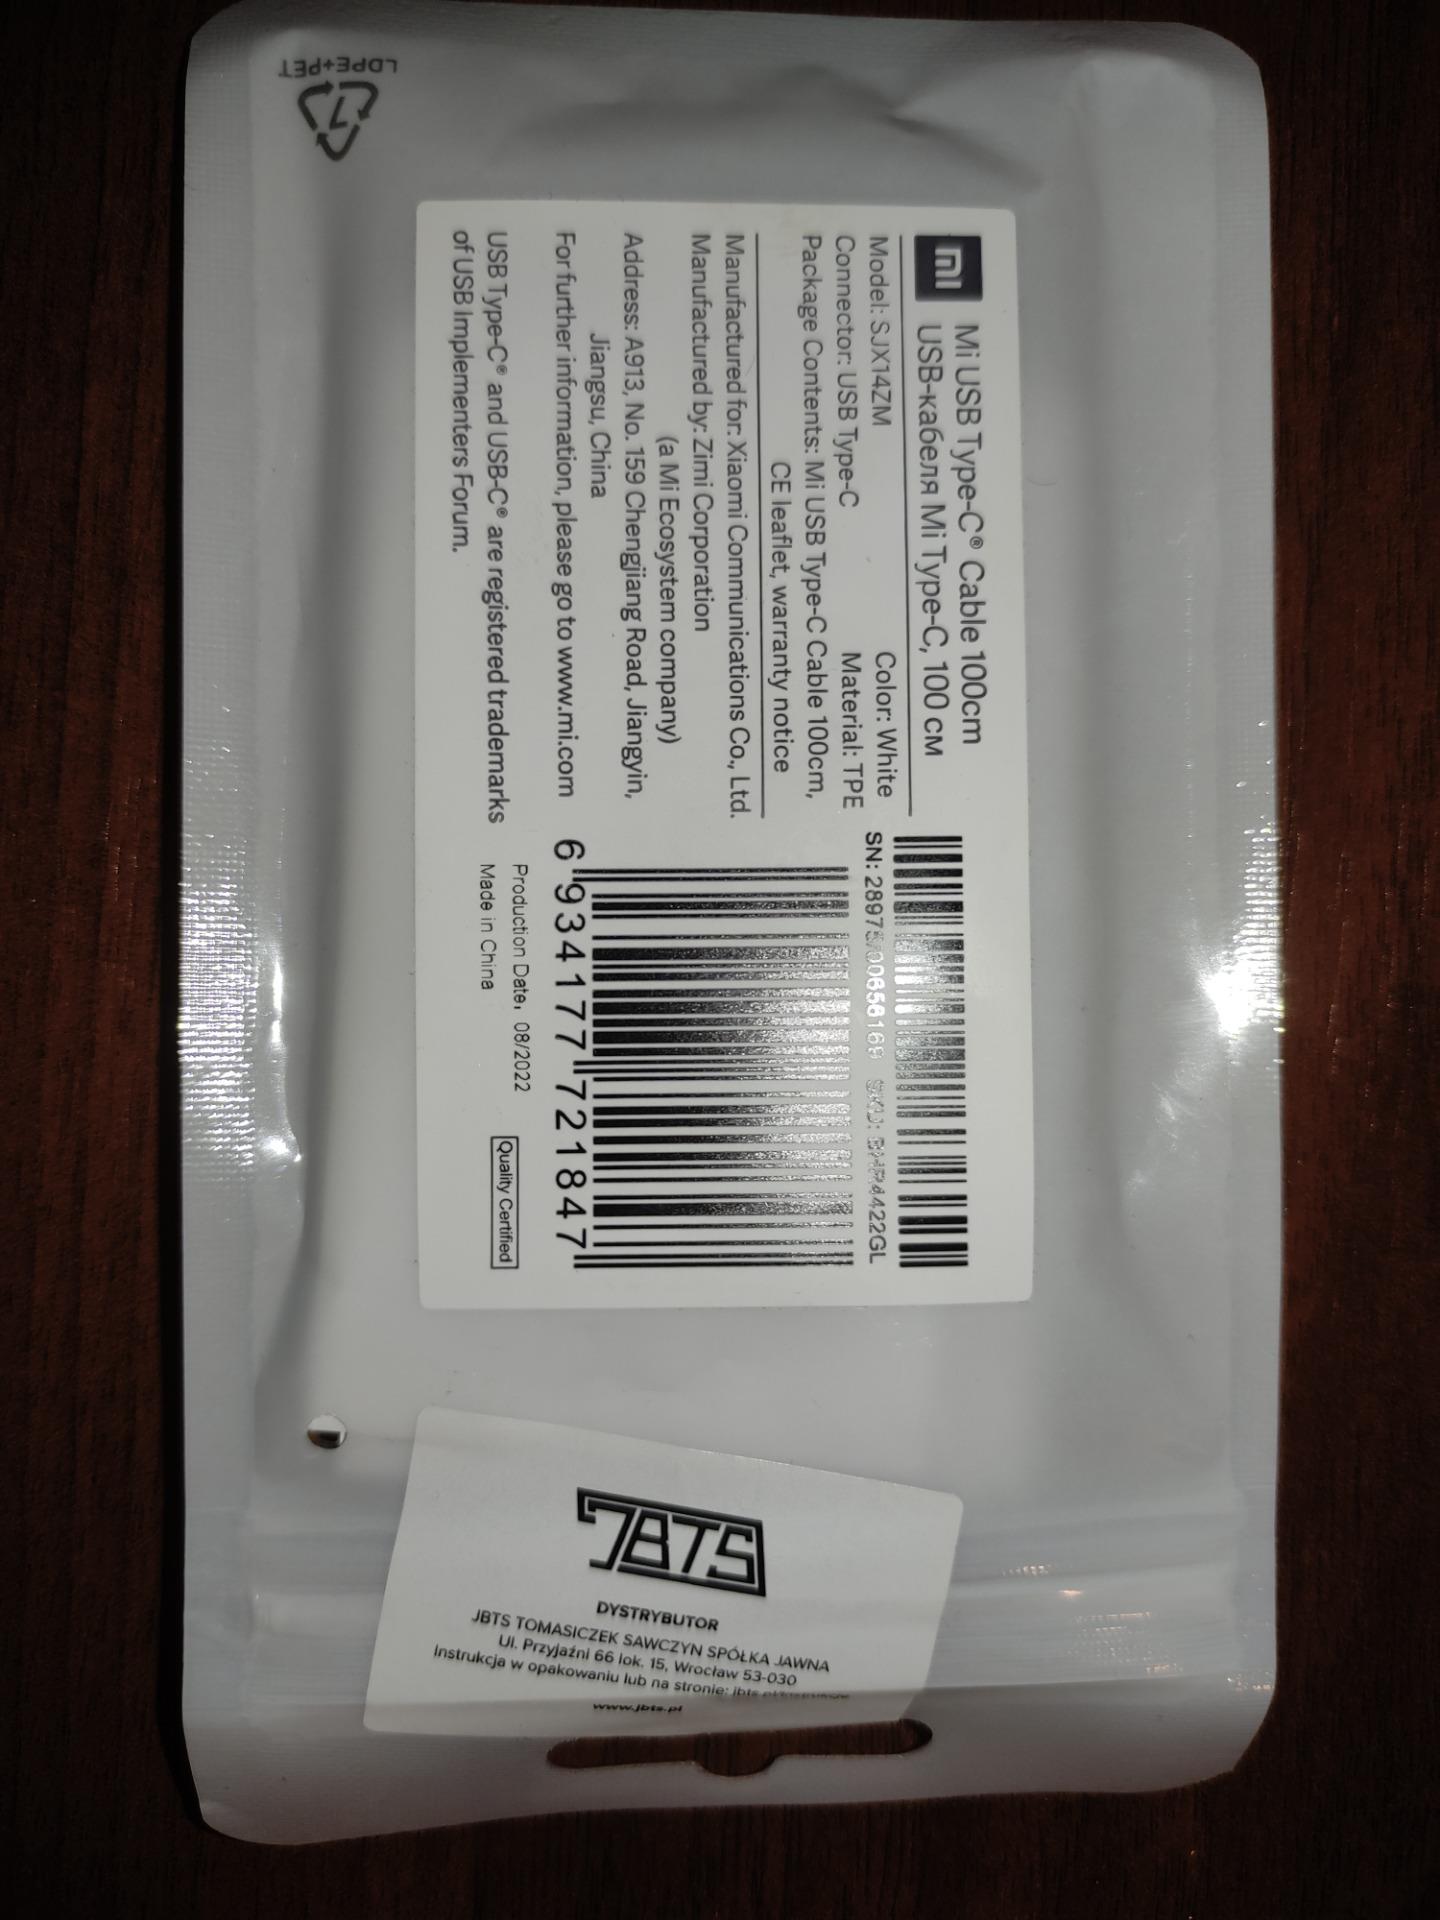 LDPE+PET
7
mi
Mi USB Type-C® Cable 100cm
USB-кабеля Mi Type-C, 100 см
Model: SJX14ZM Color: White
Connector: USB Type-C Material: TPE
Package Contents: Mi USB Type-C Cable 100cm,
CE leaflet, warranty notice
Manufactured for: Xiaomi Communications Co., Ltd.
Manufactured by: Zimi Corporation
(a Mi Ecosystem company)
Address: A913, No. 159 Chengjiang Road, Jiangyin,
Jiangsu, China
For further information, please go to www.mi.com
USB Type-C® and USB-C® are registered trademarks
of USB Implementers Forum.
SN: SKU:
6 934177 721847
Production Date: 08/2022
Made in China
Quality Certified
JBTS
DYSTRYBUTOR
JBTS TOMASICZEK SAWCZYN SPÓŁKA JAWNA
Ul. Przyjaźni 66 lok. 15, Wrocław 53-030
Instrukcja w opakowaniu lub na stronie:
www.jbts.pl